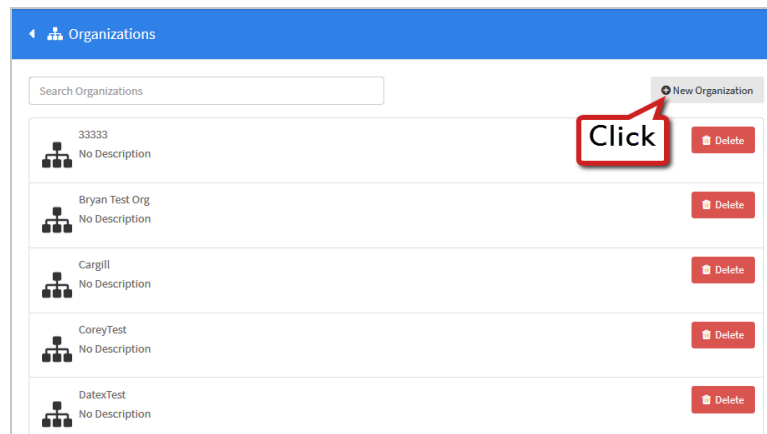 Organizations
Search Organizations
New Organization
Click
33333
No Description
Delete
Bryan Test Org
No Description
Delete
Cargill
No Description
Delete
CoreyTest
No Description
Delete
DatexTest
No Description
Delete